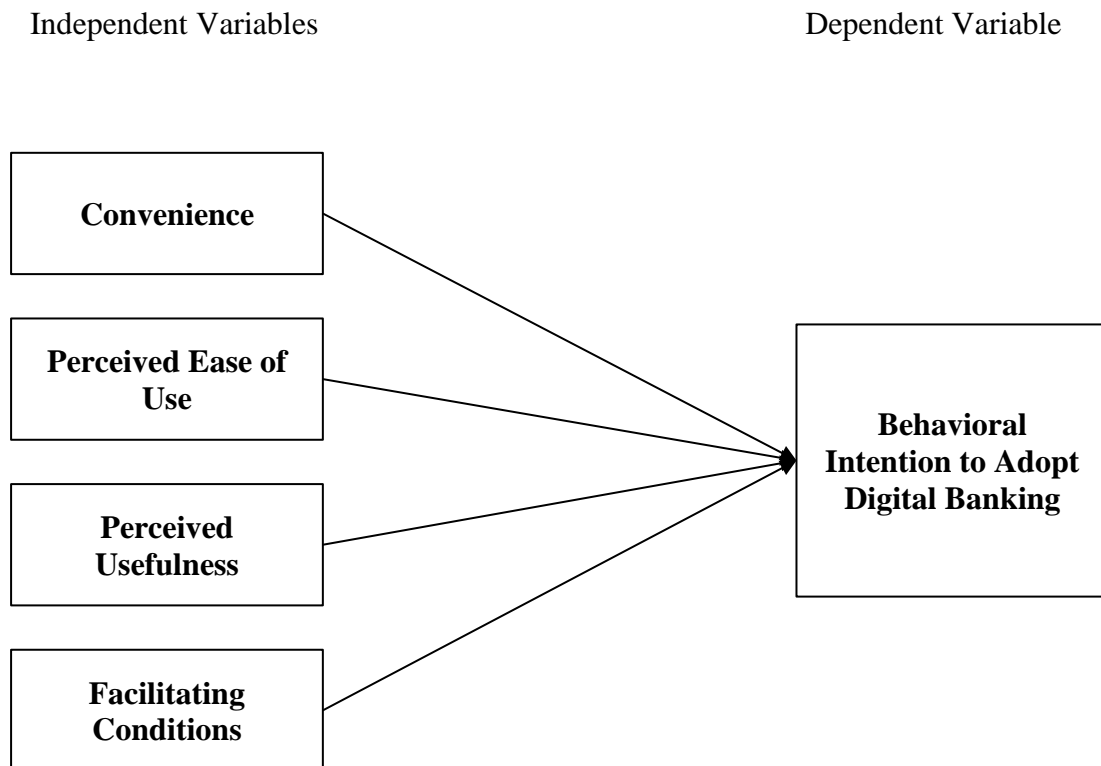 Independent Variables
Dependent Variable
Convenience
Perceived Ease of
Use
Perceived
Usefulness
Facilitating
Conditions
Behavioral
Intention to Adopt
Digital Banking